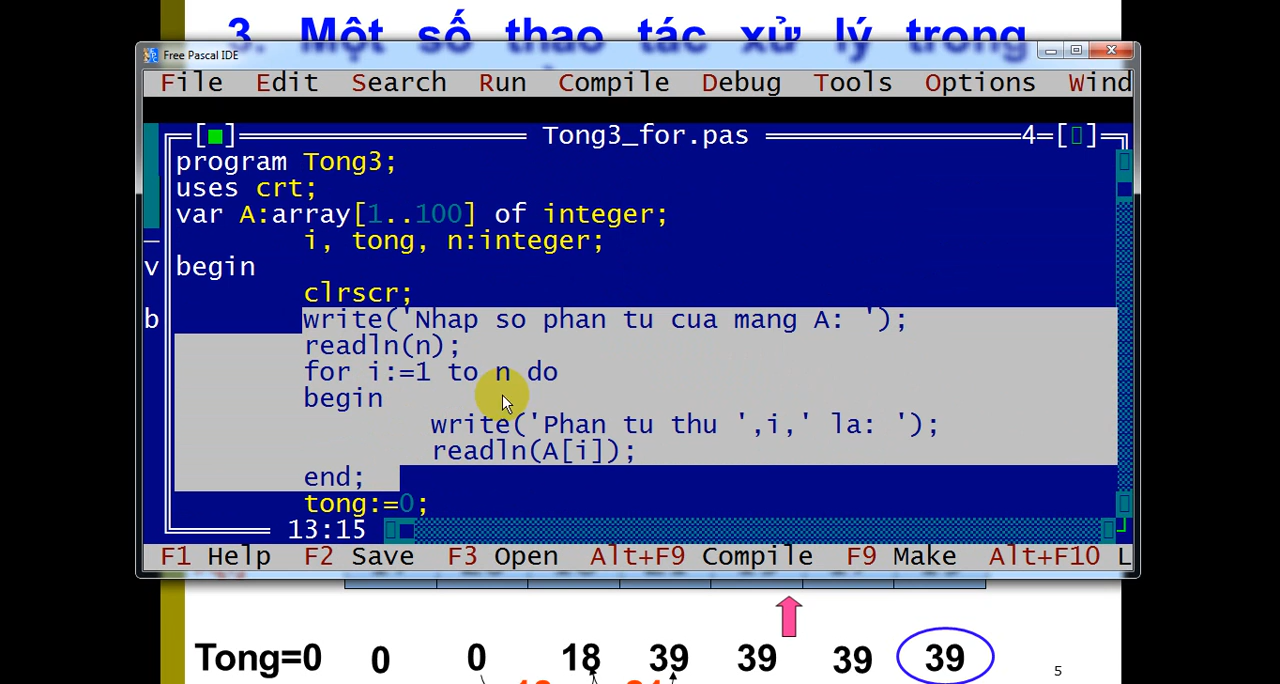 3. Một số thao tác xử lý trong
Free Pascal IDE
File Edit Search Run Compile Debug Tools Options Wind
Tong3_for.pas 4
program Tong3;
uses crt;
var A:array[1..100] of integer;
i, tong, n:integer;
v begin
clrscr;
b write('Nhap so phan tu cua mang A: ');
readln(n);
for i:=1 to n do
begin
write('Phan tu thu ',i,' la: ');
readln(A[i]);
end;
tong:=0;
13:15
F1 Help F2 Save F3 Open Alt+F9 Compile F9 Make Alt+F10 L
Tong=0 0 0 18 39 39 39 39
5